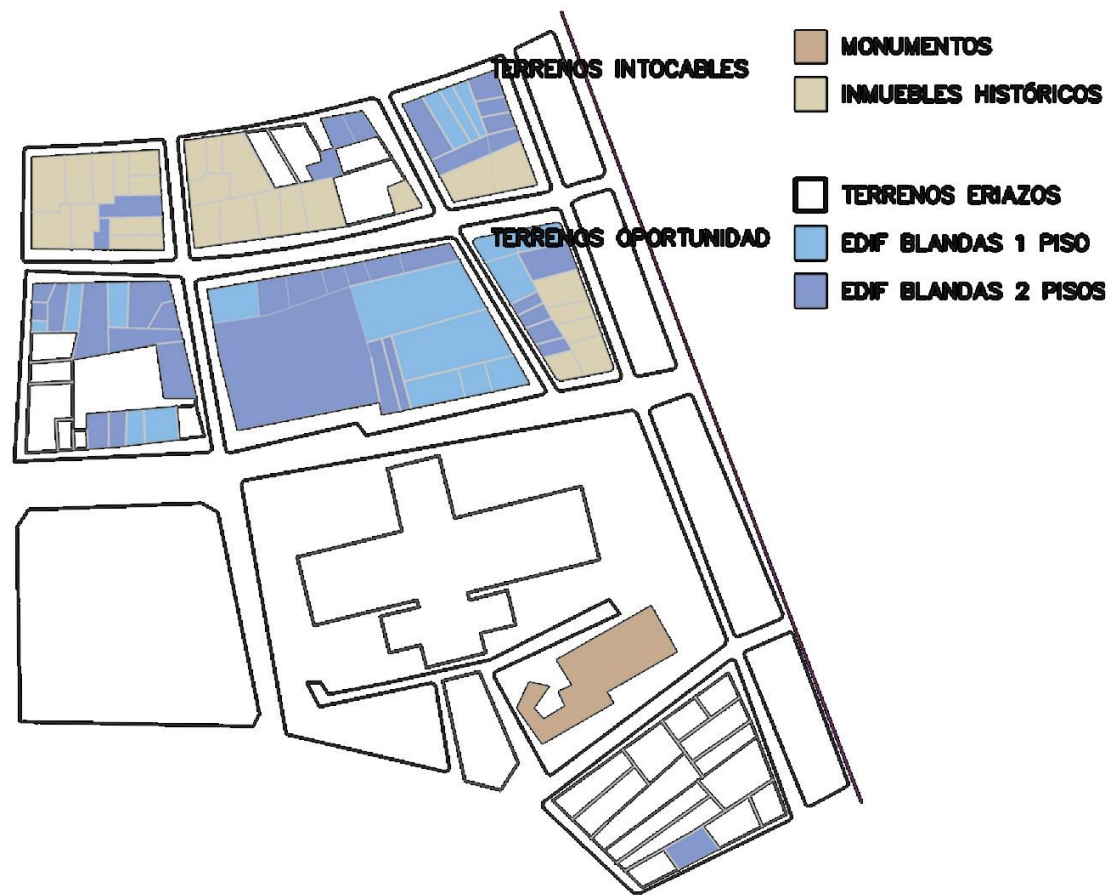 TERRENOS INTOCABLES
MONUMENTOS
INMUEBLES HISTÓRICOS
TERRENOS OPORTUNIDAD
TERRENOS ERIAZOS
EDIF BLANDAS 1 PISO
EDIF BLANDAS 2 PISOS